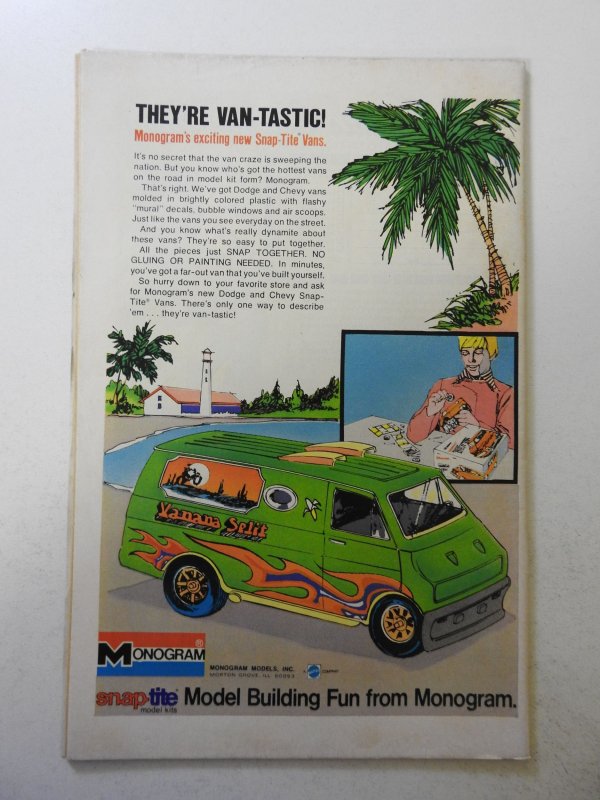 THEY'RE VAN-TASTIC!
Monogram's exciting new Snap-Tite® Vans.
It's no secret that the van craze is sweeping the
nation. But you know who's got the hottest vans
on the road in model kit form? Monogram.
That's right. We've got Dodge and Chevy vans
molded in brightly colored plastic with flashy
"mural" decals, bubble windows and air scoops.
Just like the vans you see everyday on the street.
And you know what's really dynamite about
these vans? They're so easy to put together.
All the pieces just SNAP TOGETHER. NO
GLUING OR PAINTING NEEDED. In minutes,
you've got a far-out van that you've built yourself.
So hurry down to your favorite store and ask
for Monogram's new Dodge and Chevy Snap-
Tite® Vans. There's only one way to describe
'em . . . they're van-tastic!
Vanana Split
MONOGRAM®
MONOGRAM MODELS, INC.
MORTON GROVE, ILL 60053
A MATTEL COMPANY
snap-tite model kits Model Building Fun from Monogram.